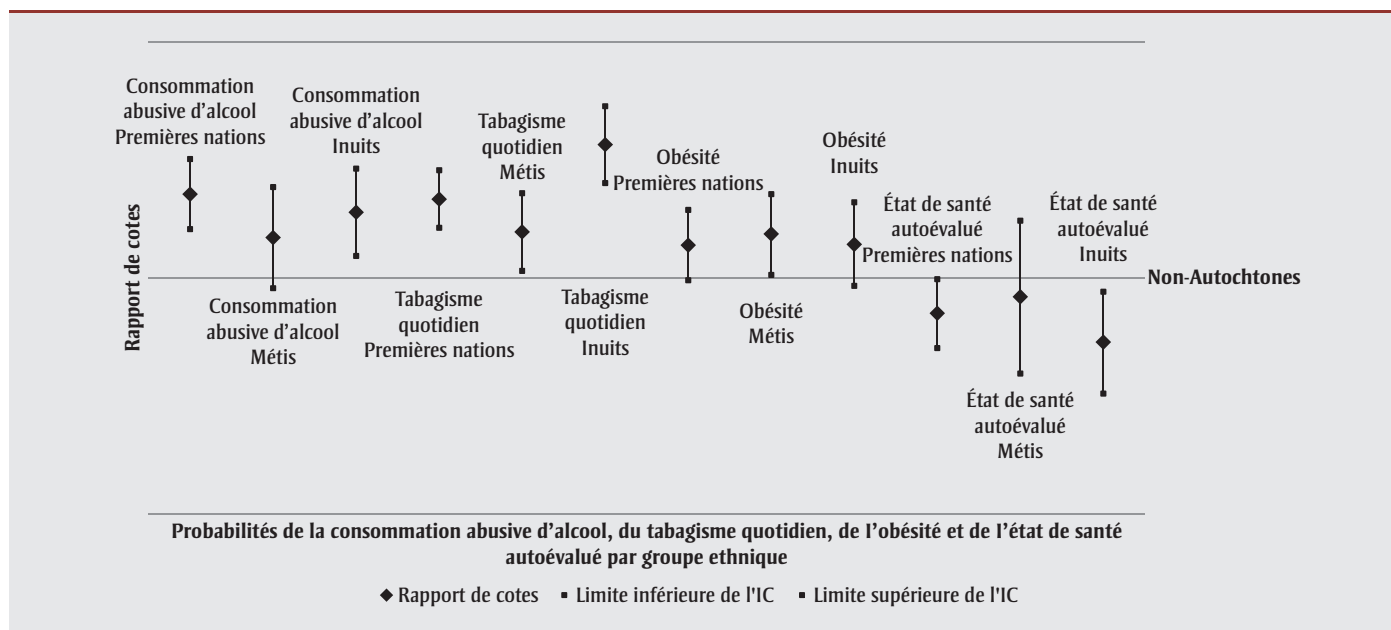 Consommation
abusive d'alcool
Premières nations
Consommation
abusive d'alcool
Métis
Consommation
abusive d'alcool
Inuits
Tabagisme
quotidien
Premières nations
Tabagisme
quotidien
Métis
Tabagisme
quotidien
Inuits
Obésité
Premières nations
Obésité
Métis
Obésité
Inuits
État de santé
autoévalué
Premières nations
État de santé
autoévalué
Métis
État de santé
autoévalué
Inuits
Rapport de cotes
Non-Autochtones
Probabilités de la consommation abusive d'alcool, du tabagisme quotidien, de l'obésité et de l'état de santé
autoévalué par groupe ethnique
Rapport de cotes Limite inférieure de l'IC Limite supérieure de l'IC